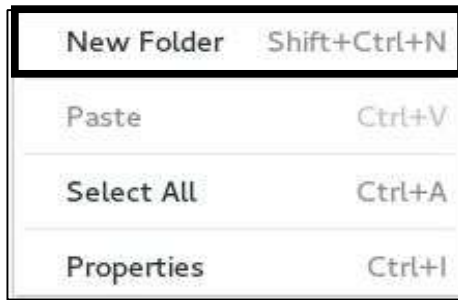 New Folder Shift+Ctrl+N
Paste Ctrl+V
Select All Ctrl+A
Properties Ctrl+I